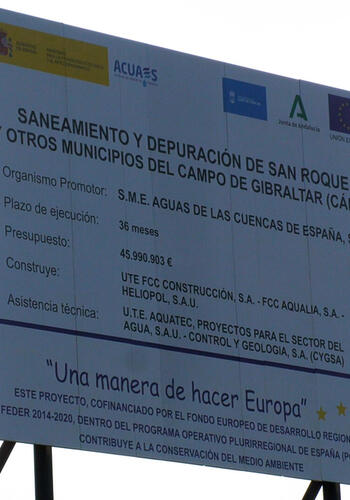 GOBIERNO DE ESPAÑA
ACUAES
Junta de Andalucía
UNIÓN
SANEAMIENTO Y DEPURACIÓN DE SAN ROQUE
Y OTROS MUNICIPIOS DEL CAMPO DE GIBRALTAR (CÁ
Organismo Promotor: S.M.E. AGUAS DE LAS CUENCAS DE ESPAÑA, S
Plazo de ejecución: 36 meses
Presupuesto: 45.990.903 €
Construye: UTE FCC CONSTRUCCIÓN, S.A. - FCC AQUALIA, S.A. -
HELIOPOL, S.A.U.
Asistencia técnica: U.T.E. AQUATEC, PROYECTOS PARA EL SECTOR DEL
AGUA, S.A.U. - CONTROL Y GEOLOGIA, S.A. (CYGSA)
"Una manera de hacer Europa"
ESTE PROYECTO, COFINANCIADO POR EL FONDO EUROPEO DE DESARROLLO REGION
FEDER 2014-2020, DENTRO DEL PROGRAMA OPERATIVO PLURIRREGIONAL DE ESPAÑA (P
CONTRIBUYE A LA CONSERVACIÓN DEL MEDIO AMBIENTE